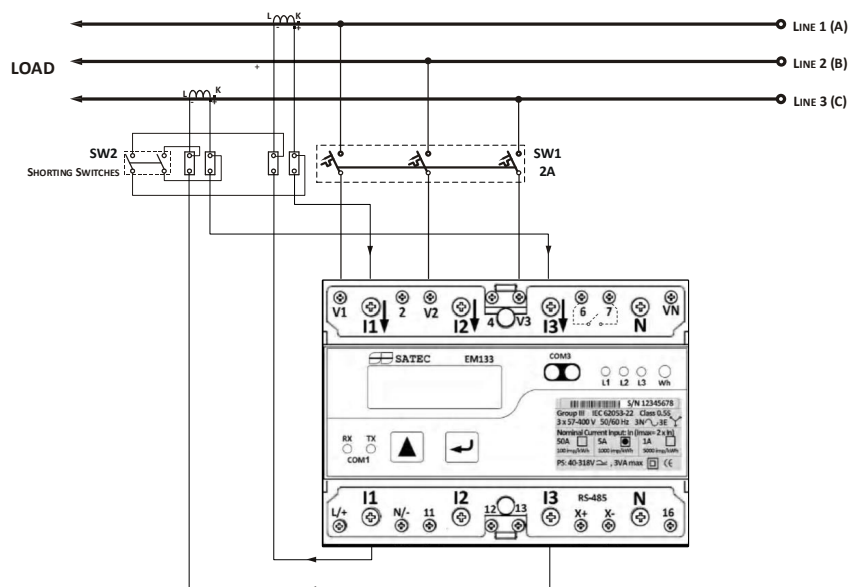 L K
LINE 1 (A)
+
LINE 2 (B)
LOAD
L K
LINE 3 (C)
- +
- +
SW2
SHORTING SWITCHES
SW1
2A
V1 I1 2 V2 I2 4 V3 I3 6 7 N VN
SATEC EM133
COM3
L1 L2 L3 Wh
S/N 12345678
Group III IEC 62053-22 Class 0.5S
3 x 57-400 V 50/60 Hz 3N 3E
Nominal Current Input: In (Imax= 2 x In)
50A 5A 1A
100 imp/kWh 1000 imp/kWh 5000 imp/kWh
PS: 40-318V , 3VA max CE
RX TX
COM1
L/+ I1 N/- 11 I2 12 13 I3 RS-485 X+ X- N 16